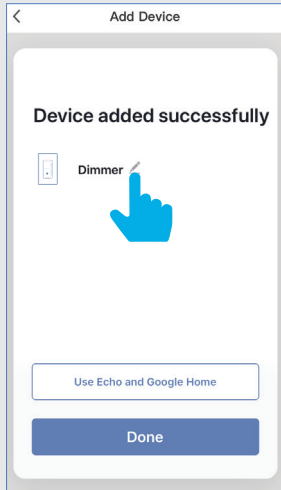 Add Device
Device added successfully
Dimmer
Use Echo and Google Home
Done